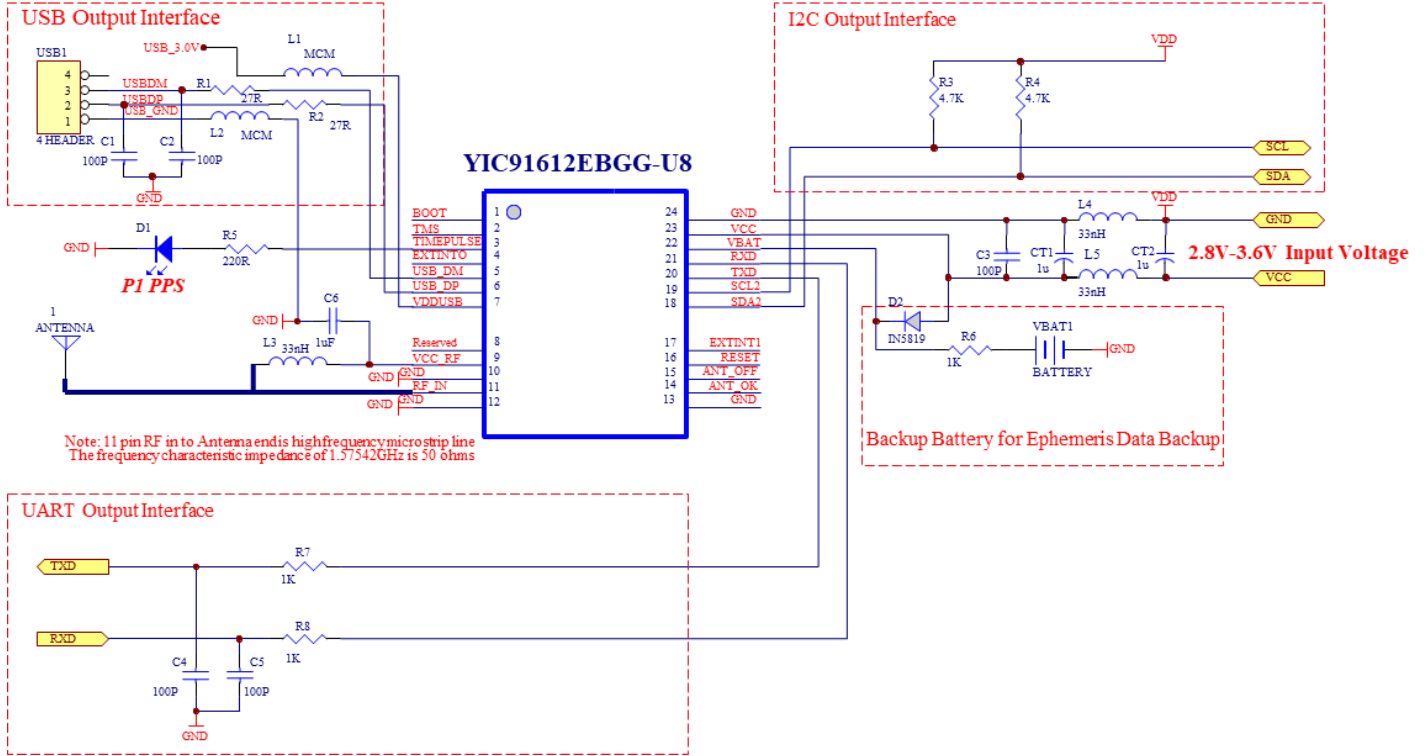 USB Output Interface
USB1
4
3
2
1
4 HEADER
USB_3.0V
L1
MCM
USBDM
R1
27R
USBDP
R2
27R
USB_GND
L2
MCM
C1
100P
C2
100P
GND
I2C Output Interface
VDD
R3
4.7K
R4
4.7K
SCL
SDA
YIC91612EBGG-U8
BOOT 1
TMS 2
TIMEPULSE 3
EXTINTO 4
USB_DM 5
USB_DP 6
VDDUSB 7
Reserved 8
VCC_RF 9
GND 10
RF_IN 11
GND 12
24 GND
23 VCC
22 VBAT
21 RXD
20 TXD
19 SCL2
18 SDA2
17 EXTINT1
16 RESET
15 ANT_OFF
14 ANT_OK
13 GND
GND
D1
R5
220R
P1 PPS
1
ANTENNA
GND
C6
1uF
L3
33nH
GND
GND
Note: 11 pin RF in to Antenna end is high frequency microstrip line
The frequency characteristic impedance of 1.57542GHz is 50 ohms
C3
100P
CT1
1u
L4
33nH
L5
33nH
VDD
CT2
1u
GND
2.8V-3.6V Input Voltage
VCC
D2
IN5819
R6
1K
VBAT1
BATTERY
GND
Backup Battery for Ephemeris Data Backup
UART Output Interface
TXD
R7
1K
RXD
R8
1K
C4
100P
C5
100P
GND